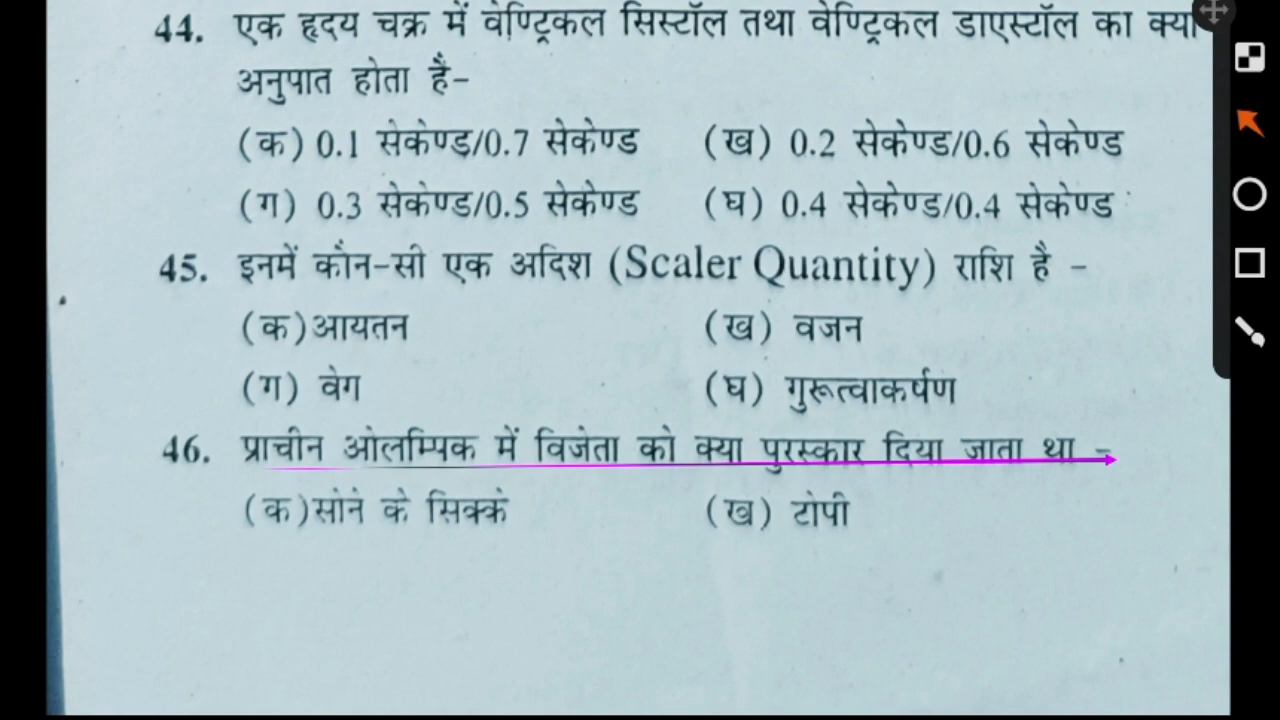 44. एक हृदय चक्र में वेण्ट्रिकल सिस्टॉल तथा वेण्ट्रिकल डाएस्टॉल का क्या
अनुपात होता है-
(क) 0.1 सेकेण्ड/0.7 सेकेण्ड (ख) 0.2 सेकेण्ड/0.6 सेकेण्ड
(ग) 0.3 सेकेण्ड/0.5 सेकेण्ड (घ) 0.4 सेकेण्ड/0.4 सेकेण्ड
45. इनमें कौन-सी एक अदिश (Scaler Quantity) राशि है -
(क)आयतन (ख) वजन
(ग) वेग (घ) गुरूत्वाकर्षण
46. प्राचीन ओलम्पिक में विजेता को क्या पुरस्कार दिया जाता था -
(क)सोने के सिक्के (ख) टोपी